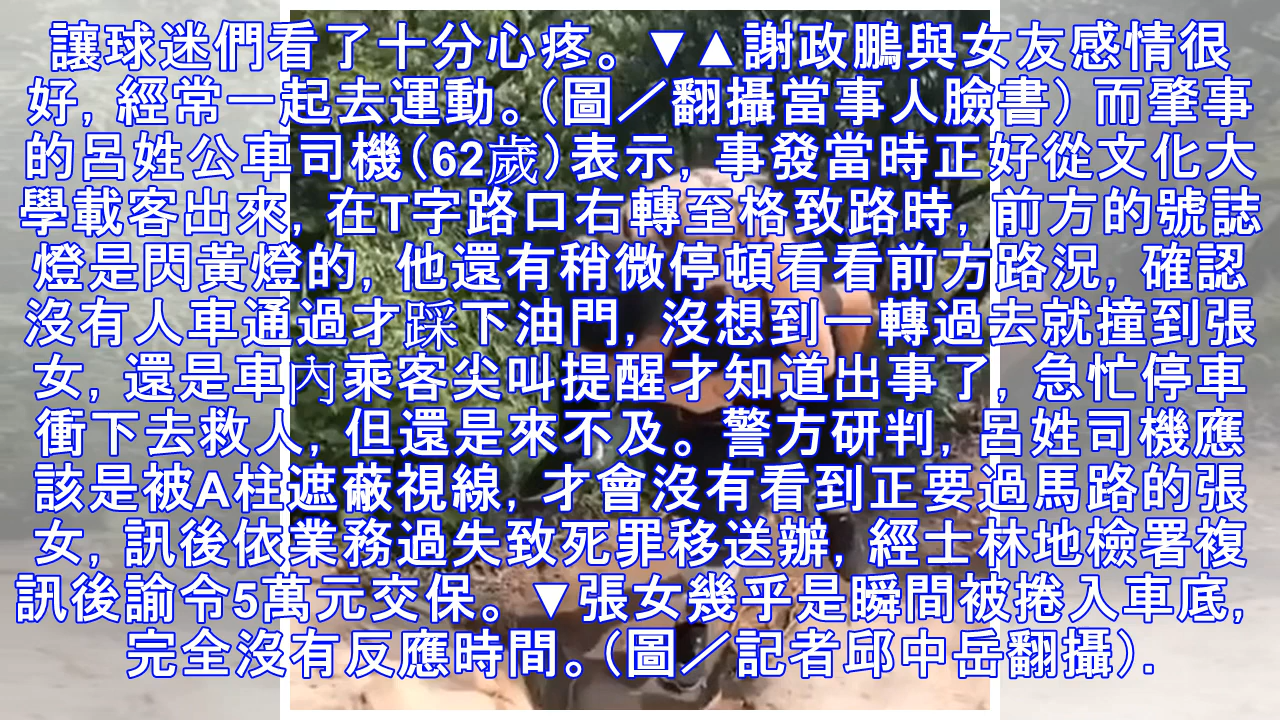 讓球迷們看了十分心疼。▼▲謝政鵬與女友感情很
好,經常一起去運動。(圖／翻攝當事人臉書) 而肇事
的呂姓公車司機(62歲)表示,事發當時正好從文化大
學載客出來,在T字路口右轉至格致路時,前方的號誌
燈是閃黃燈的,他還有稍微停頓看看前方路況,確認
沒有人車通過才踩下油門,沒想到一轉過去就撞到張
女,還是車內乘客尖叫提醒才知道出事了,急忙停車
衝下去救人,但還是來不及。警方研判,呂姓司機應
該是被A柱遮蔽視線,才會沒有看到正要過馬路的張
女,訊後依業務過失致死罪移送辦,經士林地檢署複
訊後諭令5萬元交保。▼張女幾乎是瞬間被捲入車底,
完全沒有反應時間。(圖／記者邱中岳翻攝).